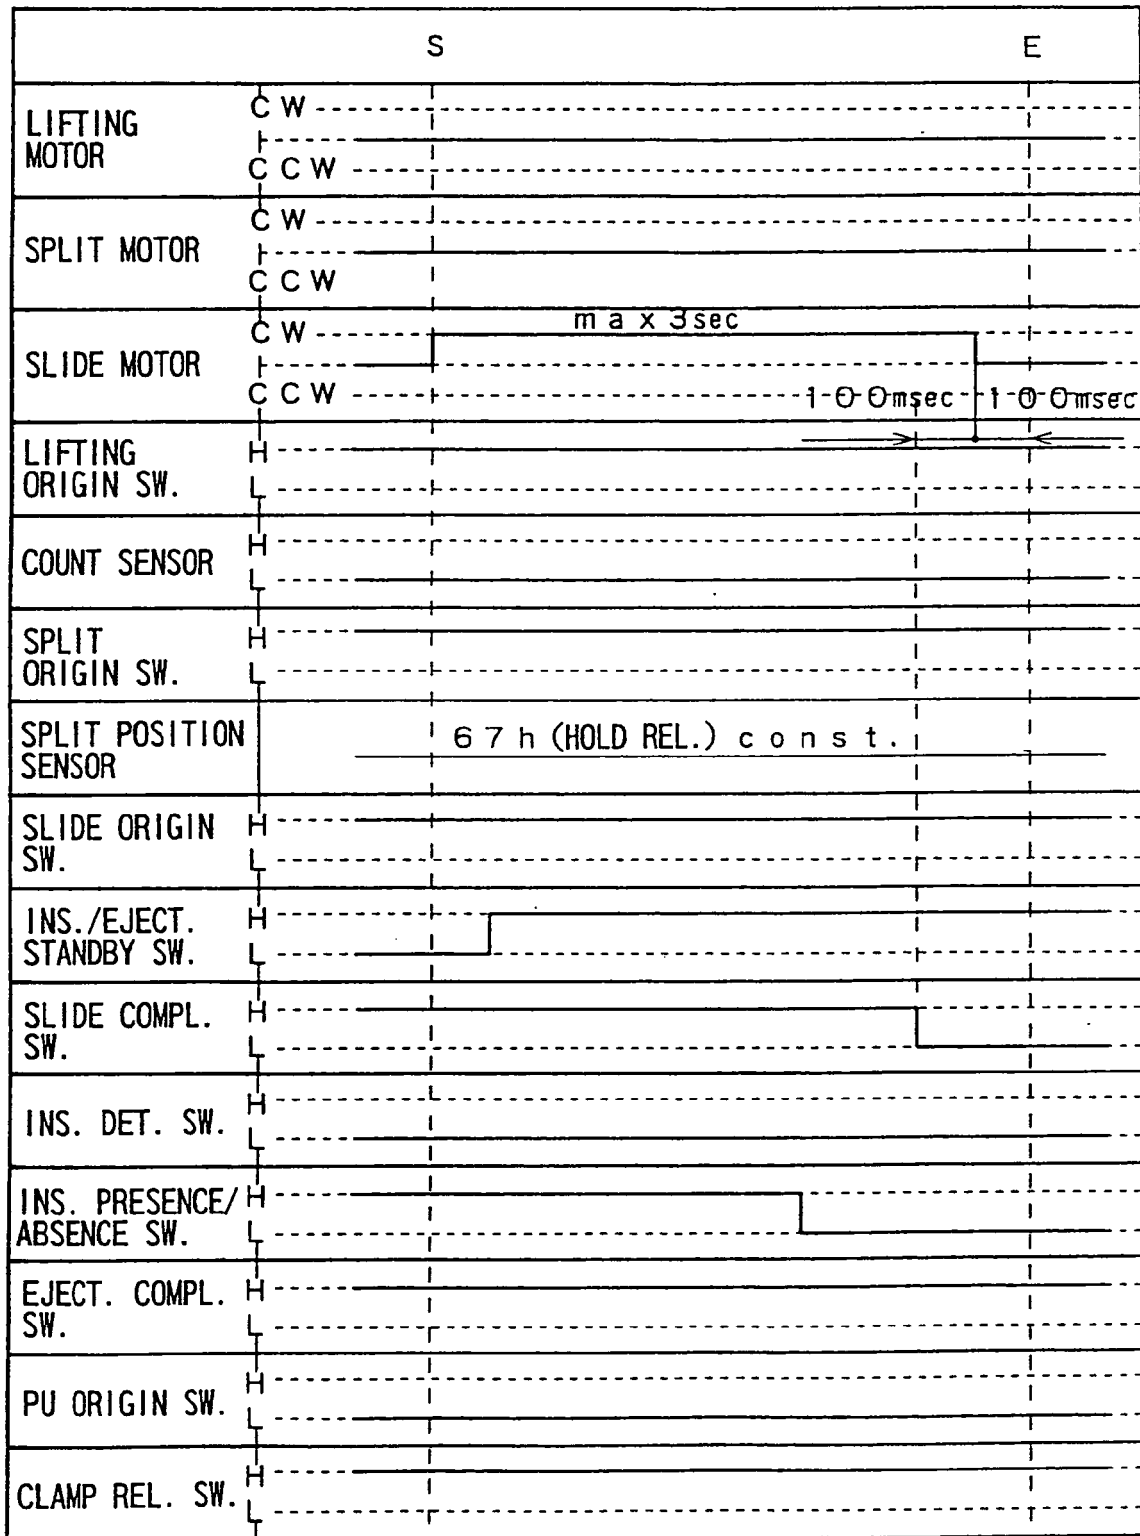 S E
LIFTING
MOTOR
CW
CCW
SPLIT MOTOR
CW
CCW
SLIDE MOTOR
CW
CCW
max 3sec
100msec 100msec
LIFTING
ORIGIN SW.
H
L
COUNT SENSOR
H
L
SPLIT
ORIGIN SW.
H
L
SPLIT POSITION
SENSOR
67h (HOLD REL.) const.
SLIDE ORIGIN
SW.
H
L
INS./EJECT.
STANDBY SW.
H
L
SLIDE COMPL.
SW.
H
L
INS. DET. SW.
H
L
INS. PRESENCE/
ABSENCE SW.
H
L
EJECT. COMPL.
SW.
H
L
PU ORIGIN SW.
H
L
CLAMP REL. SW.
H
L